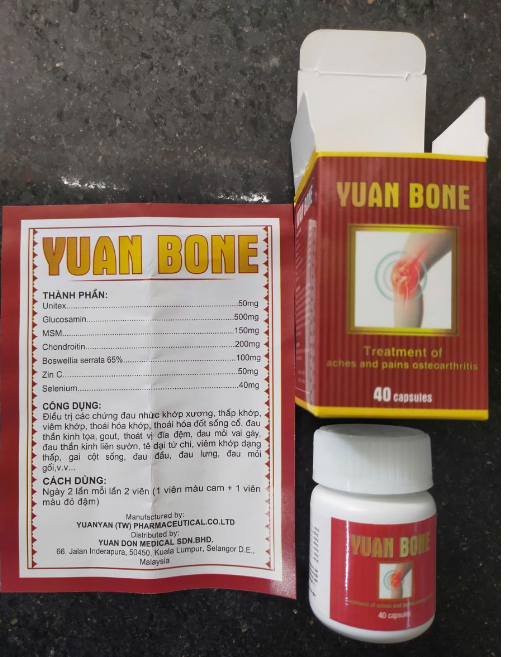 YUAN BONE
THÀNH PHẦN:
Unitex....................................................50mg
Glucosamin....................................................500mg
MSM....................................................150mg
Chondroitin....................................................200mg
Boswellia serrata 65%....................................................100mg
Zin C....................................................50mg
Selenium....................................................40mg
CÔNG DỤNG:
Điều trị các chứng đau nhức khớp xương, thấp khớp,
viêm khớp, thoái hóa khớp, thoái hóa đốt sống cổ, đau
thần kinh tọa, gout, thoát vị đĩa đệm, đau mỏi vai gáy,
đau thần kinh liên sườn, tê dại tứ chi, viêm khớp dạng
thấp, gai cột sống, đau đầu, đau lưng, đau mỏi
gối,v.v...
CÁCH DÙNG:
Ngày 2 lần mỗi lần 2 viên (1 viên màu cam + 1 viên
màu đỏ đậm)
Manufactured by:
YUANYAN (TW) PHARMACEUTICAL.CO.LTD
Distributed by:
YUAN DON MEDICAL SDN.BHD.
66. Jalan Inderapura, 50450, Kuala Lumpur, Selangor D.E.,
Malaysia
YUAN BONE
Treatment of
aches and pains osteoarthritis
40 capsules
YUAN BONE
Treatment of aches and pains
40 capsules